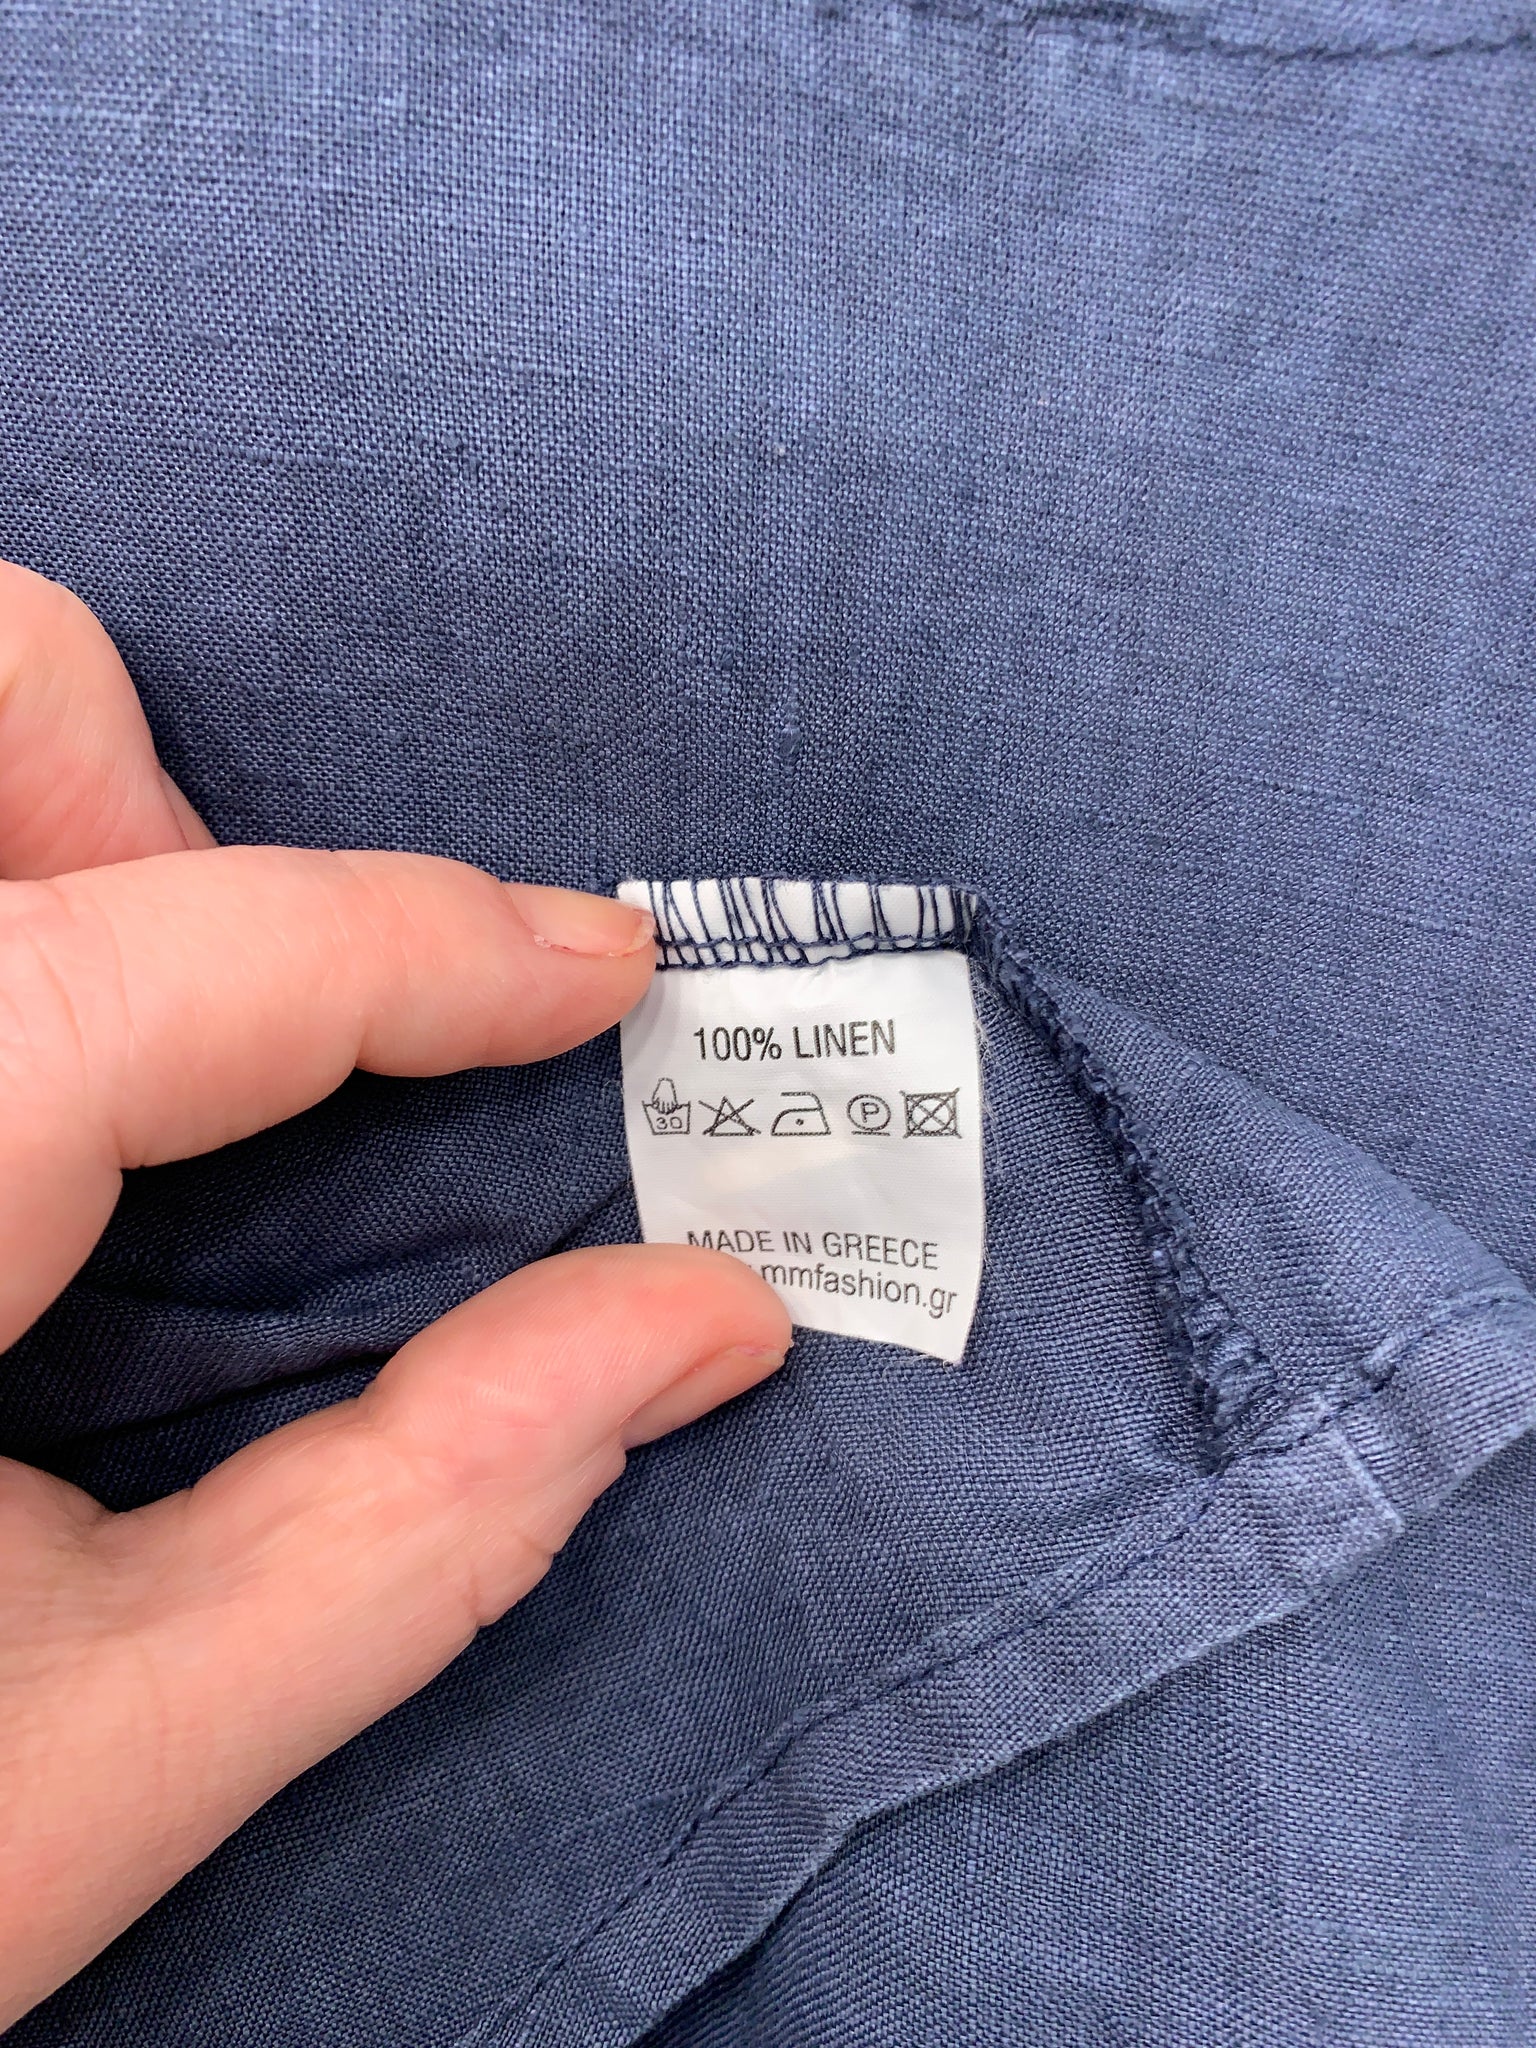 100% LINEN
30 P
MADE IN GREECE
mmfashion.gr